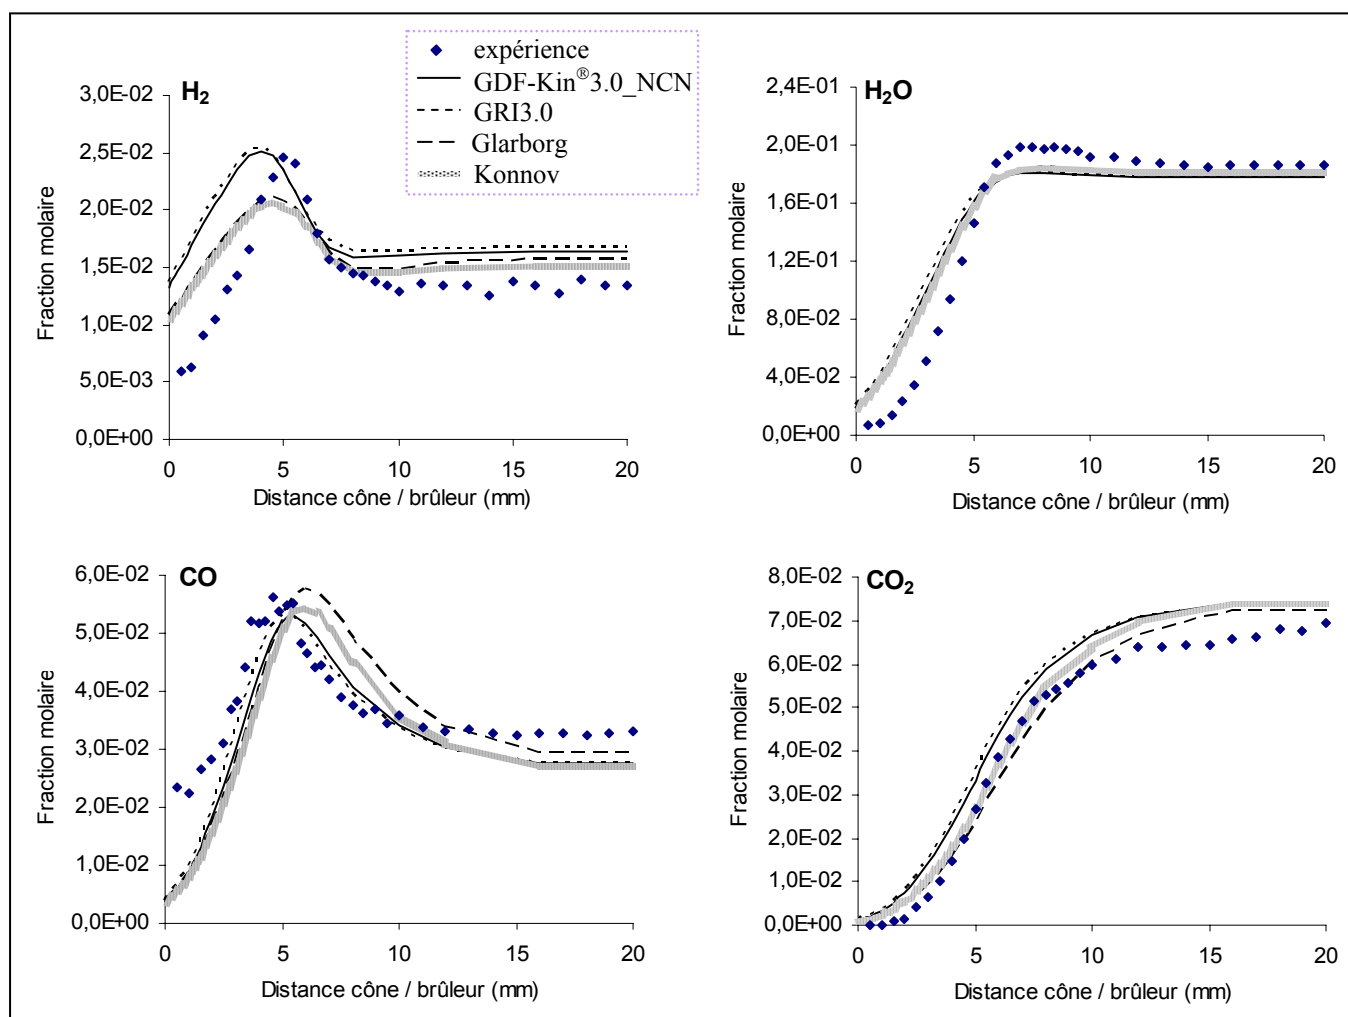 expérience
GDF-Kin®3.0_NCN
GRI3.0
Glarborg
Konnov
H2
3,0E-02
2,5E-02
2,0E-02
1,5E-02
1,0E-02
5,0E-03
0,0E+00
Fraction molaire
0 5 10 15 20
Distance cône / brûleur (mm)
H2O
2,4E-01
2,0E-01
1,6E-01
1,2E-01
8,0E-02
4,0E-02
0,0E+00
Fraction molaire
0 5 10 15 20
Distance cône / brûleur (mm)
CO
6,0E-02
5,0E-02
4,0E-02
3,0E-02
2,0E-02
1,0E-02
0,0E+00
Fraction molaire
0 5 10 15 20
Distance cône / brûleur (mm)
CO2
8,0E-02
7,0E-02
6,0E-02
5,0E-02
4,0E-02
3,0E-02
2,0E-02
1,0E-02
0,0E+00
Fraction molaire
0 5 10 15 20
Distance cône / brûleur (mm)